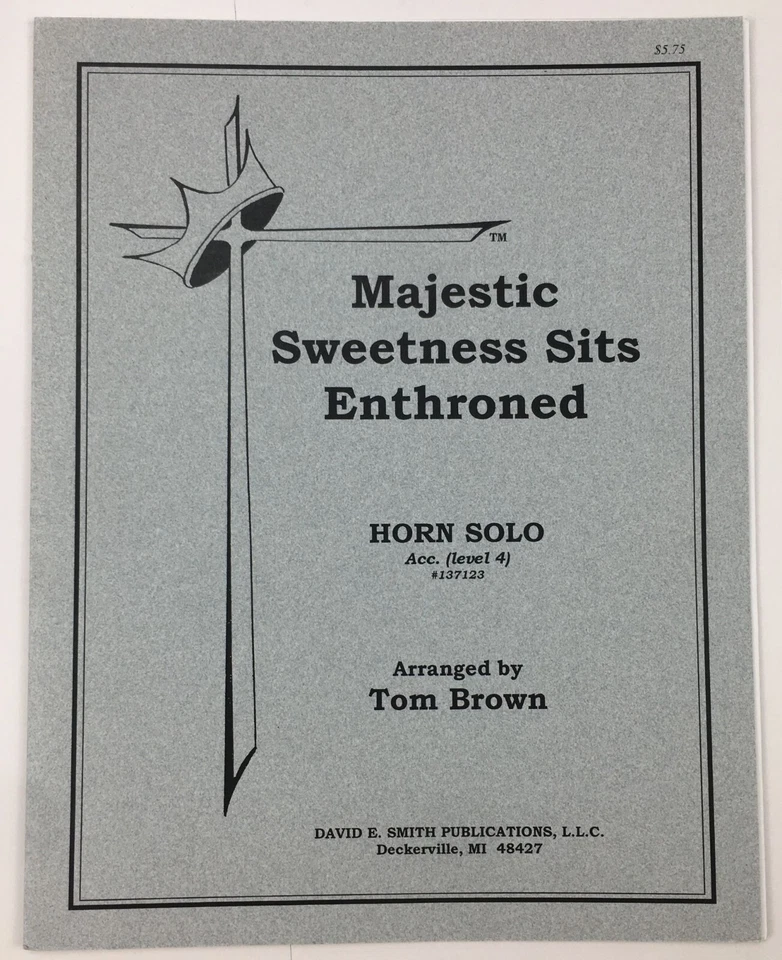 $5.75
TM
Majestic
Sweetness Sits
Enthroned
HORN SOLO
Acc. (level 4)
#137123
Arranged by
Tom Brown
DAVID E. SMITH PUBLICATIONS, L.L.C.
Deckerville, MI 48427